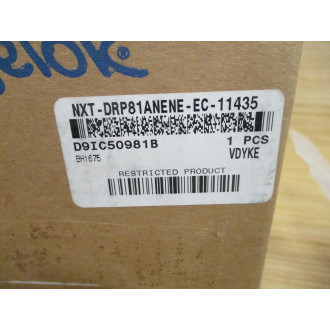 NXT-DRP81ANENE-EC-11435
D9IC50981B
1 PCS
BH1675
VDYKE
RESTRICTED PRODUCT